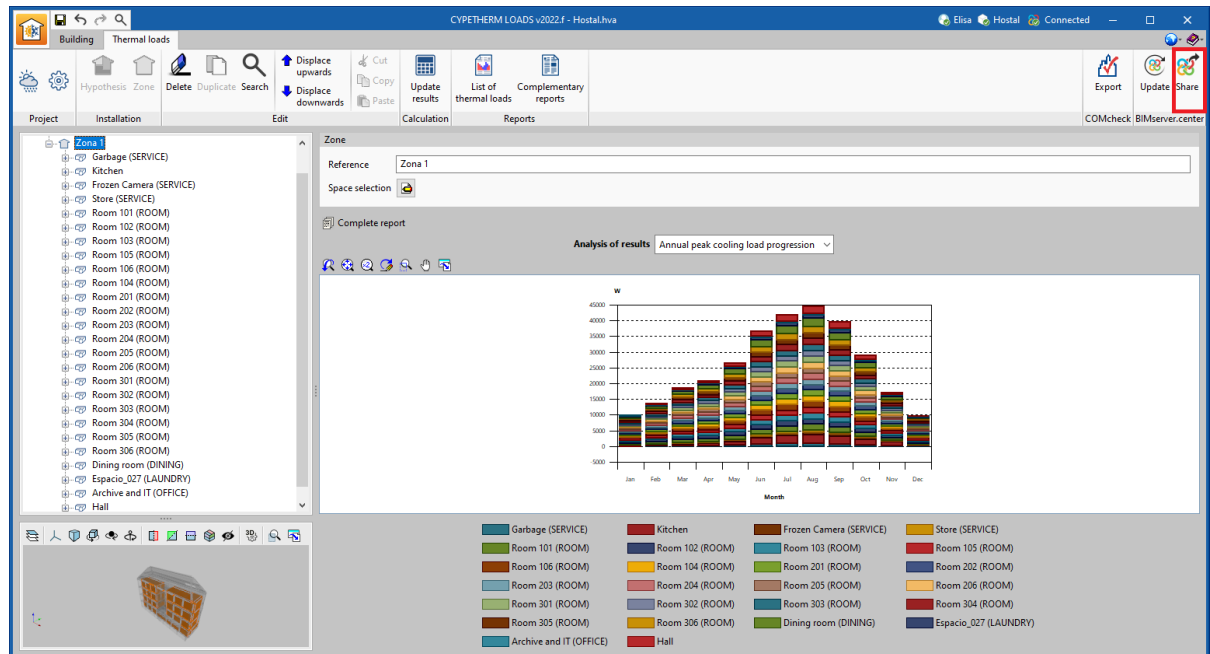 CYPETHERM LOADS v2022.f - Hostal.hva
Elisa Hostal Connected
Building Thermal loads
Hypothesis Zone Delete Duplicate Search
Displace upwards
Displace downwards
Cut
Copy
Paste
Update results
List of thermal loads
Complementary reports
Export
Update
Share
Project Installation Edit Calculation Reports COMcheck BIMserver.center
Zona 1
Garbage (SERVICE)
Kitchen
Frozen Camera (SERVICE)
Store (SERVICE)
Room 101 (ROOM)
Room 102 (ROOM)
Room 103 (ROOM)
Room 105 (ROOM)
Room 106 (ROOM)
Room 104 (ROOM)
Room 201 (ROOM)
Room 202 (ROOM)
Room 203 (ROOM)
Room 204 (ROOM)
Room 205 (ROOM)
Room 206 (ROOM)
Room 301 (ROOM)
Room 302 (ROOM)
Room 303 (ROOM)
Room 304 (ROOM)
Room 305 (ROOM)
Room 306 (ROOM)
Dining room (DINING)
Espacio_027 (LAUNDRY)
Archive and IT (OFFICE)
Hall
Zone
Reference Zona 1
Space selection
Complete report
Analysis of results Annual peak cooling load progression
W
45000
40000
35000
30000
25000
20000
15000
10000
5000
0
-5000
Jan Feb Mar Apr May Jun Jul Aug Sep Oct Nov Dec
Month
Garbage (SERVICE) Kitchen Frozen Camera (SERVICE) Store (SERVICE)
Room 101 (ROOM) Room 102 (ROOM) Room 103 (ROOM) Room 105 (ROOM)
Room 106 (ROOM) Room 104 (ROOM) Room 201 (ROOM) Room 202 (ROOM)
Room 203 (ROOM) Room 204 (ROOM) Room 205 (ROOM) Room 206 (ROOM)
Room 301 (ROOM) Room 302 (ROOM) Room 303 (ROOM) Room 304 (ROOM)
Room 305 (ROOM) Room 306 (ROOM) Dining room (DINING) Espacio_027 (LAUNDRY)
Archive and IT (OFFICE) Hall